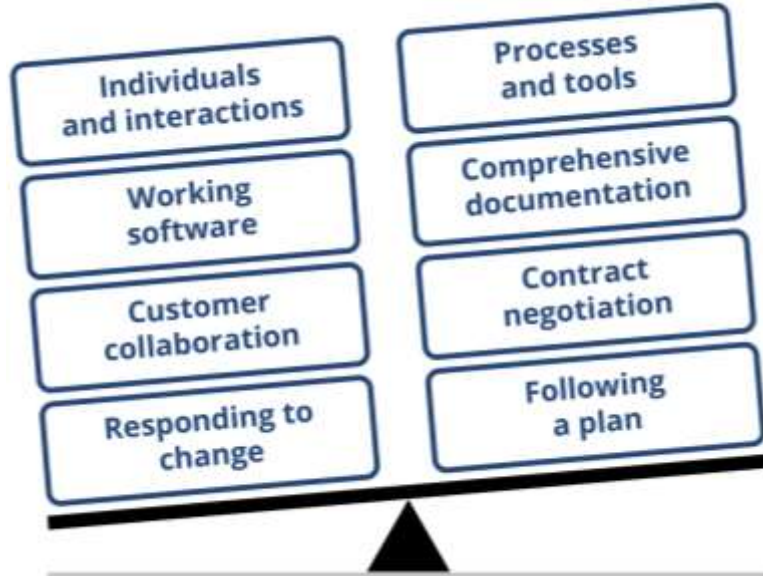 Individuals
and interactions
Processes
and tools
Working
software
Comprehensive
documentation
Customer
collaboration
Contract
negotiation
Responding to
change
Following
a plan